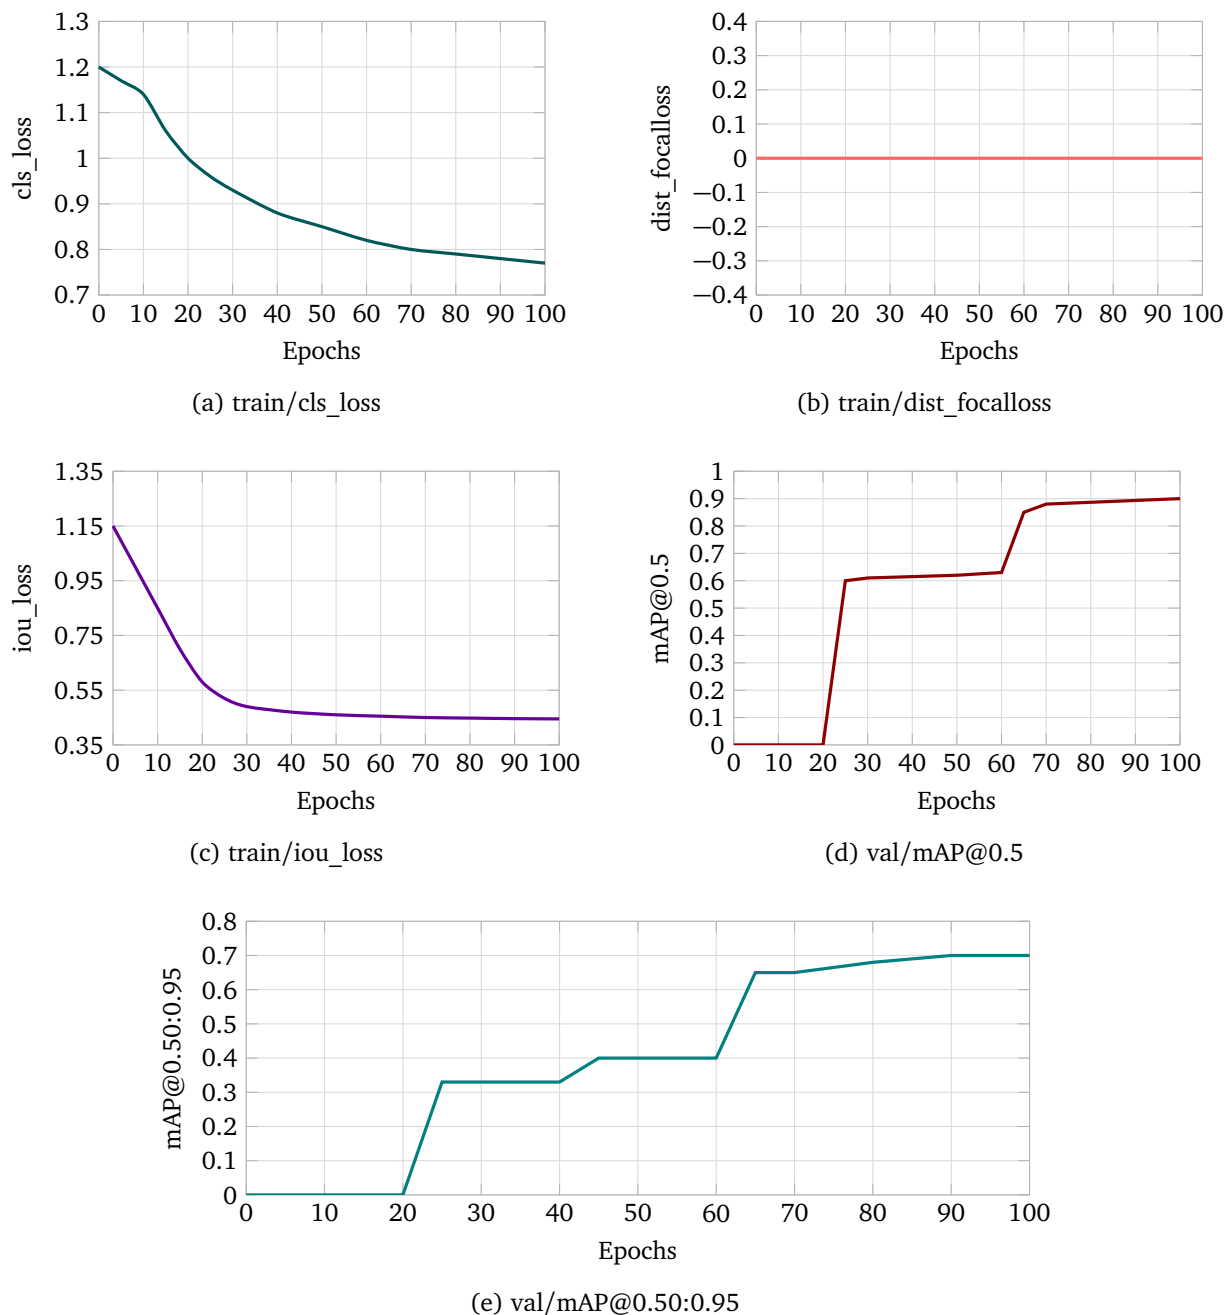 1.3
1.2
1.1
1
0.9
0.8
0.7
cls_loss
0 10 20 30 40 50 60 70 80 90 100
Epochs
(a) train/cls_loss
0.4
0.3
0.2
0.1
0
−0.1
−0.2
−0.3
−0.4
dist_focalloss
0 10 20 30 40 50 60 70 80 90 100
Epochs
(b) train/dist_focalloss
1.35
1.15
0.95
0.75
0.55
0.35
iou_loss
0 10 20 30 40 50 60 70 80 90 100
Epochs
(c) train/iou_loss
1
0.9
0.8
0.7
0.6
0.5
0.4
0.3
0.2
0.1
0
mAP@0.5
0 10 20 30 40 50 60 70 80 90 100
Epochs
(d) val/mAP@0.5
0.8
0.7
0.6
0.5
0.4
0.3
0.2
0.1
0
mAP@0.50:0.95
0 10 20 30 40 50 60 70 80 90 100
Epochs
(e) val/mAP@0.50:0.95